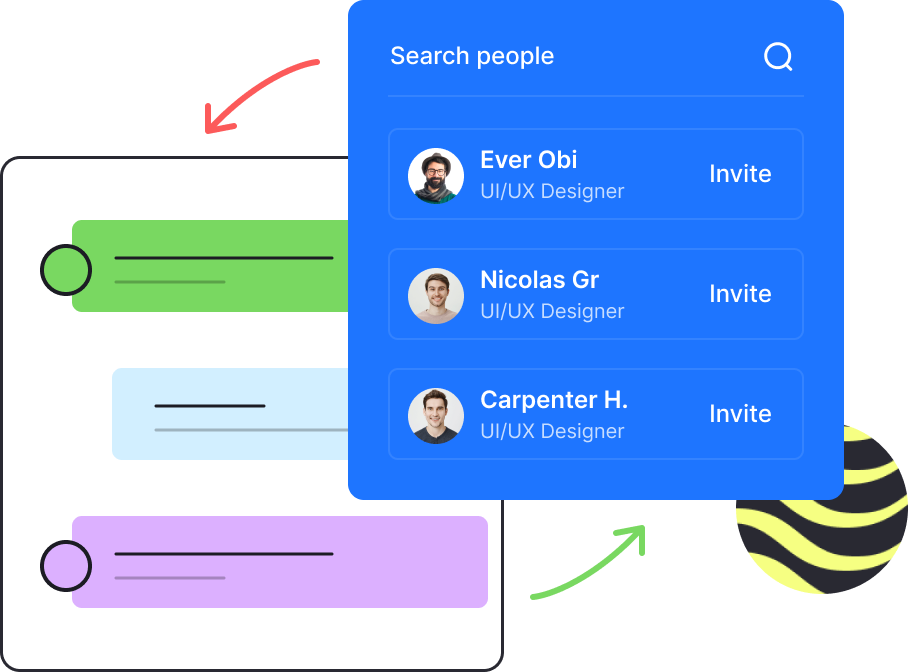 Search people
Ever Obi
UI/UX Designer
Invite
Nicolas Gr
UI/UX Designer
Invite
Carpenter H.
UI/UX Designer
Invite